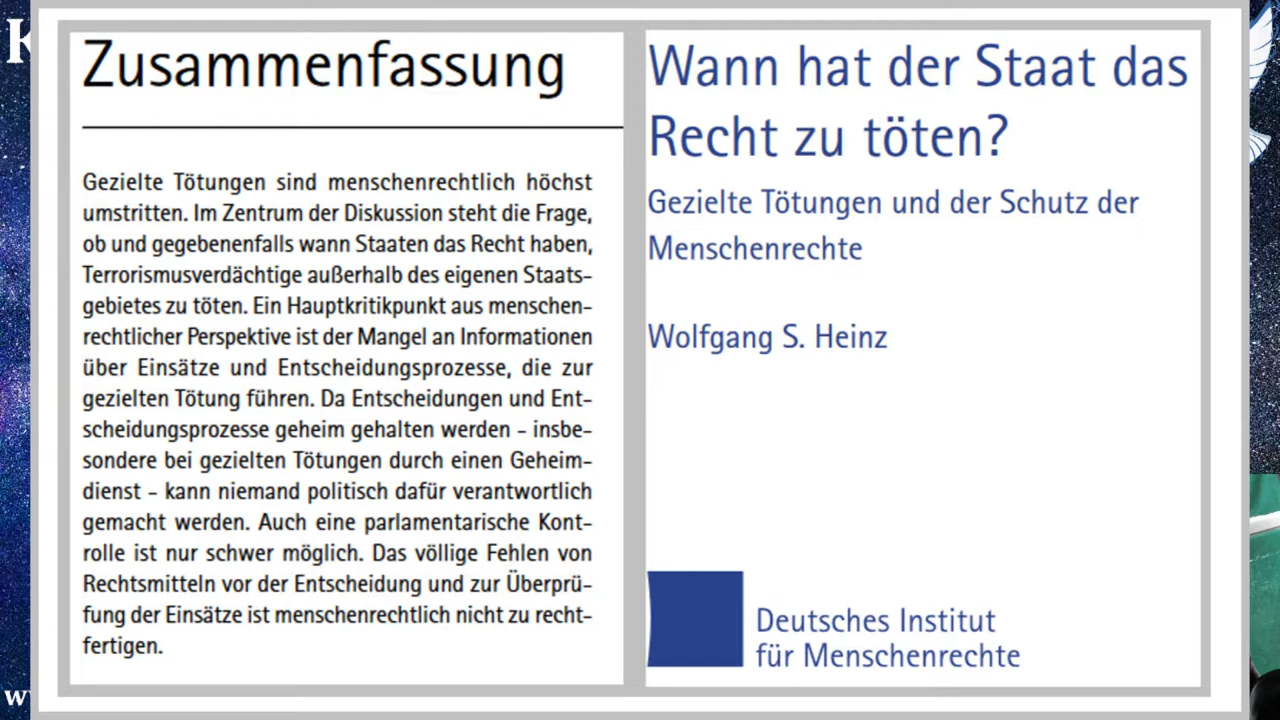 Zusammenfassung
Gezielte Tötungen sind menschenrechtlich höchst
umstritten. Im Zentrum der Diskussion steht die Frage,
ob und gegebenenfalls wann Staaten das Recht haben,
Terrorismusverdächtige außerhalb des eigenen Staats-
gebietes zu töten. Ein Hauptkritikpunkt aus menschen-
rechtlicher Perspektive ist der Mangel an Informationen
über Einsätze und Entscheidungsprozesse, die zur
gezielten Tötung führen. Da Entscheidungen und Ent-
scheidungsprozesse geheim gehalten werden – insbe-
sondere bei gezielten Tötungen durch einen Geheim-
dienst – kann niemand politisch dafür verantwortlich
gemacht werden. Auch eine parlamentarische Kont-
rolle ist nur schwer möglich. Das völlige Fehlen von
Rechtsmitteln vor der Entscheidung und zur Überprü-
fung der Einsätze ist menschenrechtlich nicht zu recht-
fertigen.
Wann hat der Staat das
Recht zu töten?
Gezielte Tötungen und der Schutz der
Menschenrechte
Wolfgang S. Heinz
Deutsches Institut
für Menschenrechte